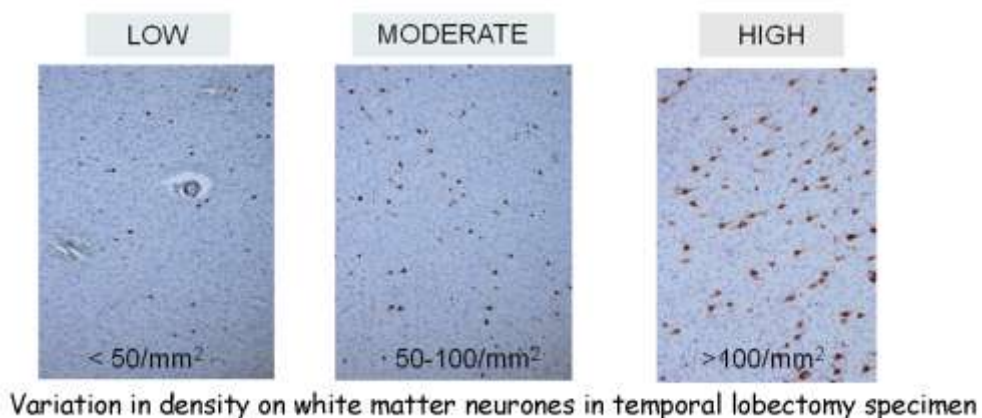 LOW MODERATE HIGH
< 50/mm² 50-100/mm² >100/mm²
Variation in density on white matter neurones in temporal lobectomy specimen